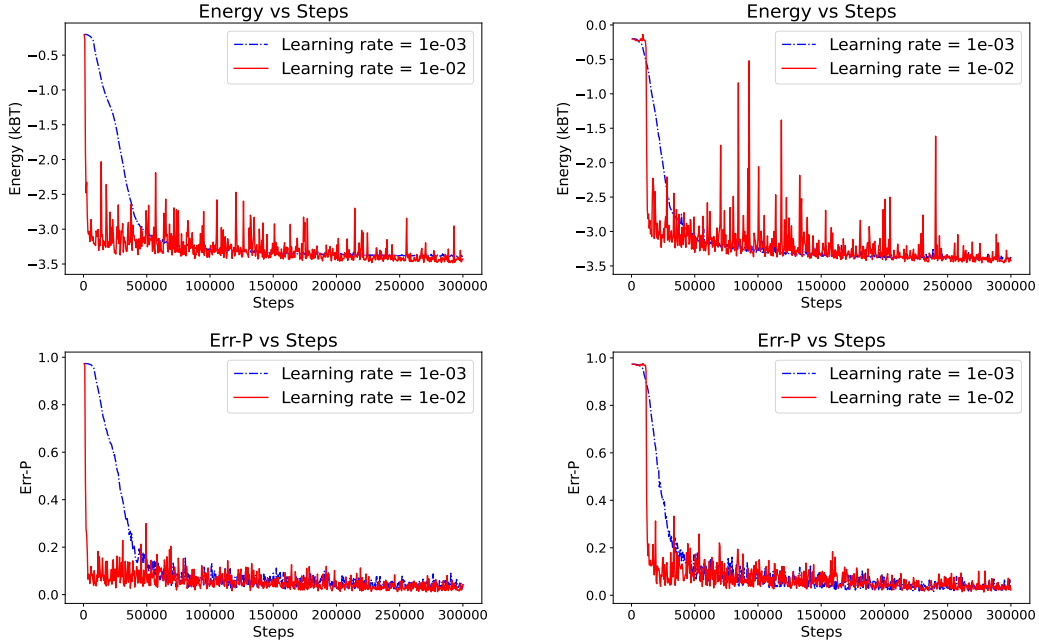 Energy vs Steps
Energy (kBT)
−0.5
−1.0
−1.5
−2.0
−2.5
−3.0
−3.5
Learning rate = 1e-03
Learning rate = 1e-02
0 50000 100000 150000 200000 250000 300000
Steps
Energy vs Steps
Energy (kBT)
0.0
−0.5
−1.0
−1.5
−2.0
−2.5
−3.0
−3.5
Learning rate = 1e-03
Learning rate = 1e-02
0 50000 100000 150000 200000 250000 300000
Steps
Err-P vs Steps
Err-P
1.0
0.8
0.6
0.4
0.2
0.0
Learning rate = 1e-03
Learning rate = 1e-02
0 50000 100000 150000 200000 250000 300000
Steps
Err-P vs Steps
Err-P
1.0
0.8
0.6
0.4
0.2
0.0
Learning rate = 1e-03
Learning rate = 1e-02
0 50000 100000 150000 200000 250000 300000
Steps